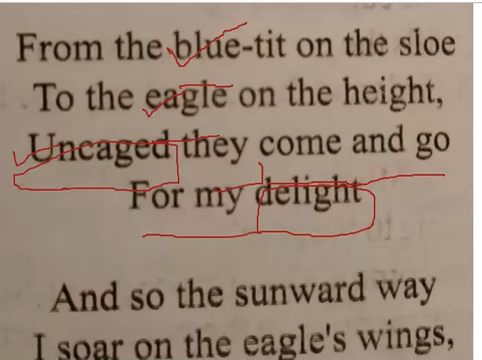 From the blue-tit on the sloe
To the eagle on the height,
Uncaged they come and go
For my delight
And so the sunward way
I soar on the eagle's wings,